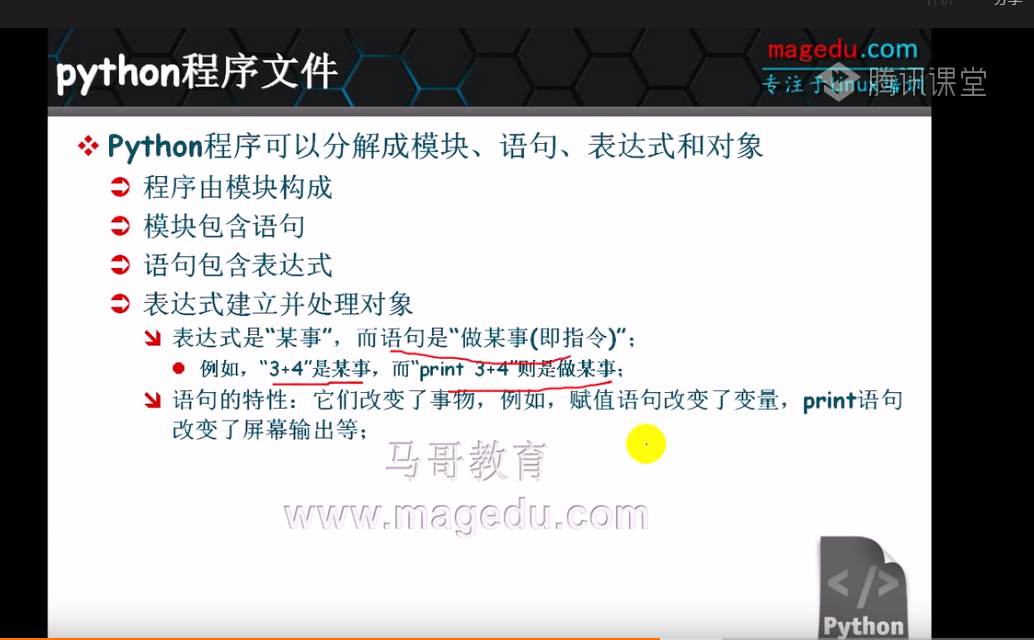 分享
python程序文件
magedu.com
专注于Linux培训
腾讯课堂
Python程序可以分解成模块、语句、表达式和对象
程序由模块构成
模块包含语句
语句包含表达式
表达式建立并处理对象
表达式是“某事”，而语句是“做某事(即指令)”；
例如，“3+4”是某事，而“print 3+4”则是做某事；
语句的特性：它们改变了事物，例如，赋值语句改变了变量，print语句
改变了屏幕输出等；
马哥教育
www.magedu.com
</>
Python